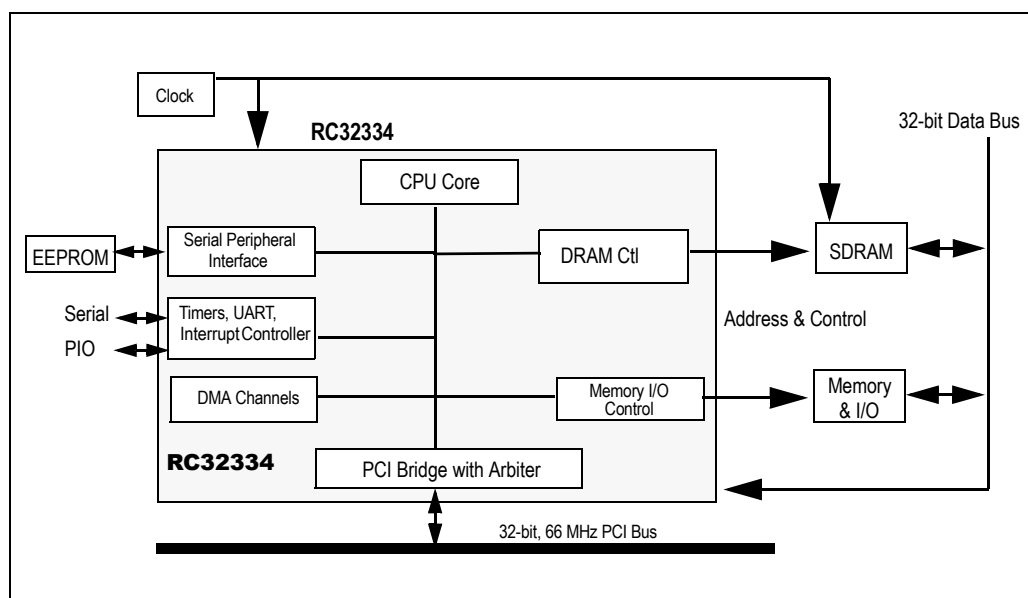 Clock
RC32334
32-bit Data Bus
CPU Core
EEPROM
Serial Peripheral
Interface
DRAM Ctl
SDRAM
Serial
PIO
Timers, UART,
Interrupt Controller
Address & Control
DMA Channels
Memory I/O
Control
Memory
& I/O
RC32334
PCI Bridge with Arbiter
32-bit, 66 MHz PCI Bus